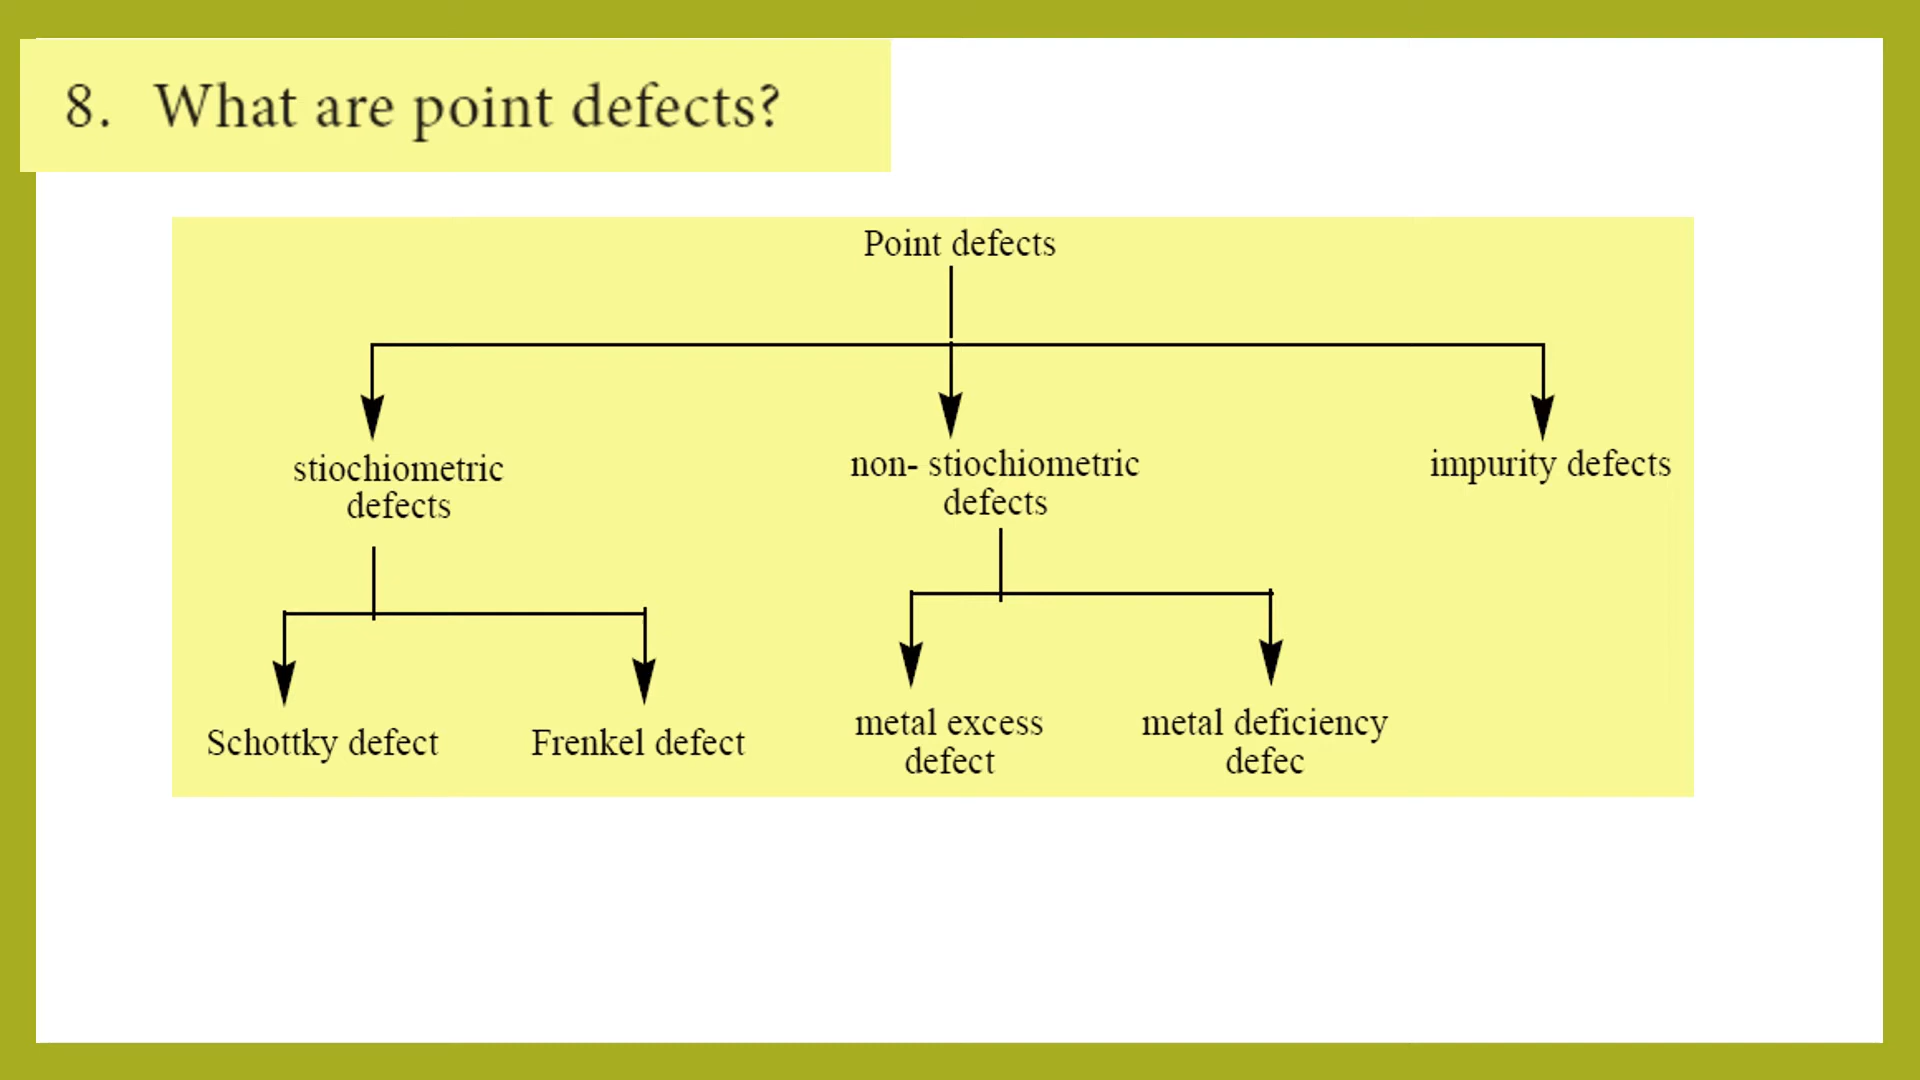 8. What are point defects?
Point defects
stiochiometric
defects
non- stiochiometric
defects
impurity defects
Schottky defect
Frenkel defect
metal excess
defect
metal deficiency
defec